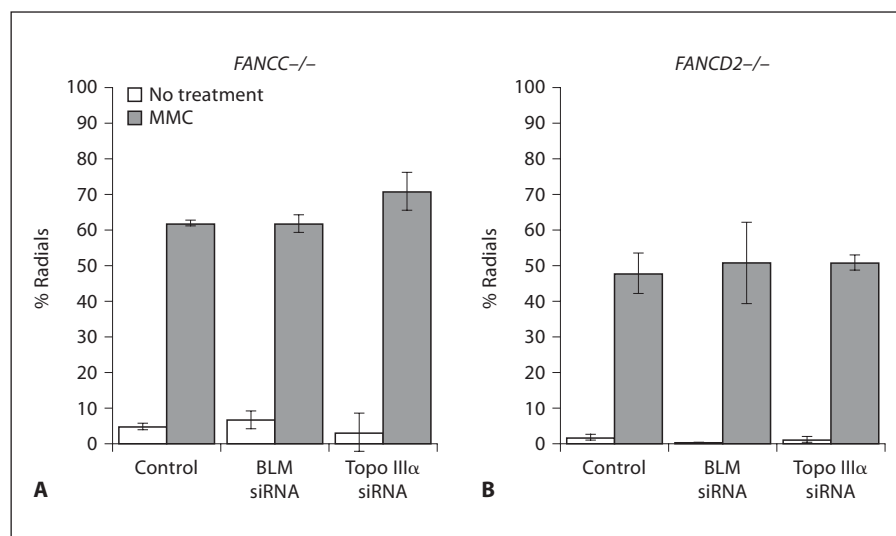 FANCC–/–
100
90
80
70
60
50
40
30
20
10
0
% Radials
No treatment
MMC
Control
BLM
siRNA
Topo IIIα
siRNA
A
FANCD2–/–
100
90
80
70
60
50
40
30
20
10
0
% Radials
Control
BLM
siRNA
Topo IIIα
siRNA
B